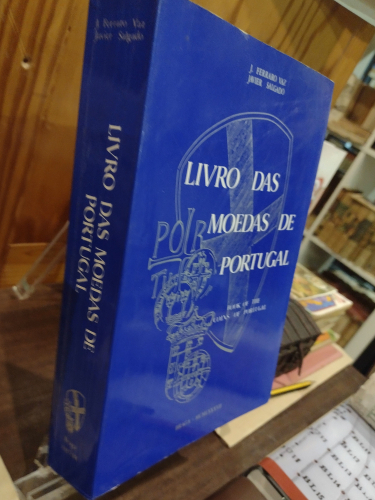 J. Ferraro Vaz
Javier Salgado
LIVRO DAS MOEDAS DE
PORTUGAL
J. FERRARO VAZ
JAVIER SALGADO
LIVRO DAS
MOEDAS DE
PORTUGAL
BOOK OF THE
COINS OF PORTUGAL